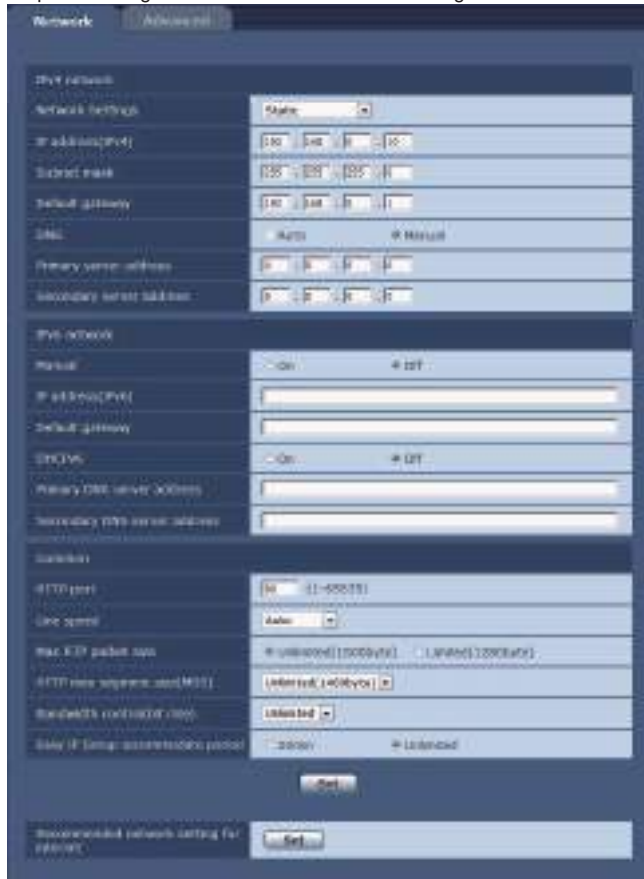 Network Advanced
IPv4 network
Network Settings Static
IP address(IPv4) 192 . 168 . 0 . 10
Subnet mask 255 . 255 . 255 . 0
Default gateway 192 . 168 . 0 . 1
DNS Auto Manual
Primary server address 0 . 0 . 0 . 0
Secondary server address 0 . 0 . 0 . 0
IPv6 network
Manual On Off
IP address(IPv6)
Default gateway
DHCPv6 On Off
Primary DNS server address
Secondary DNS server address
Common
HTTP port 80 (1-65535)
Line speed Auto
Max RTP packet size Unlimited(1500byte) Limited(1280byte)
HTTP max segment size(MSS) Unlimited(1460byte)
Bandwidth control(bit rate) Unlimited
Easy IP Setup accommodate period 20min Unlimited
Set
Recommended network setting for
internet Set